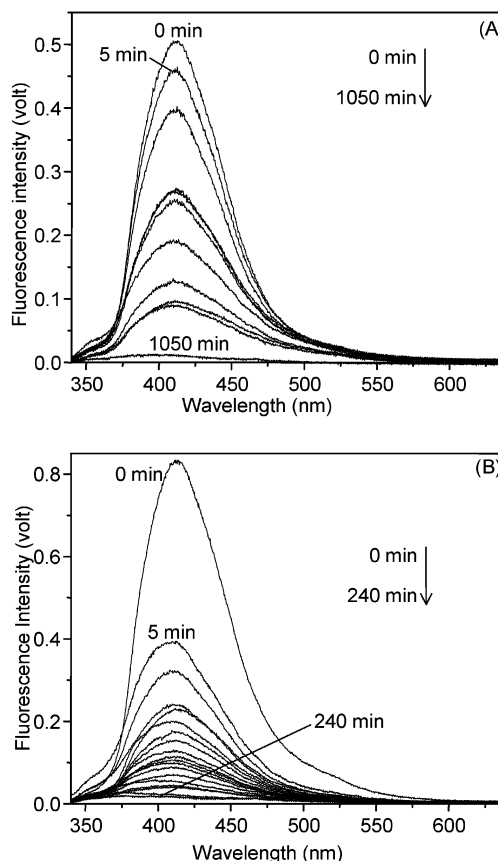 (A)
0 min
5 min
0 min
1050 min
0.5
0.4
0.3
0.2
0.1
0.0
Fluorescence intensity (volt)
1050 min
350 400 450 500 550 600
Wavelength (nm)
(B)
0 min
0 min
240 min
5 min
240 min
0.8
0.6
0.4
0.2
0.0
Fluorescence Intensity (volt)
350 400 450 500 550 600
Wavelength (nm)